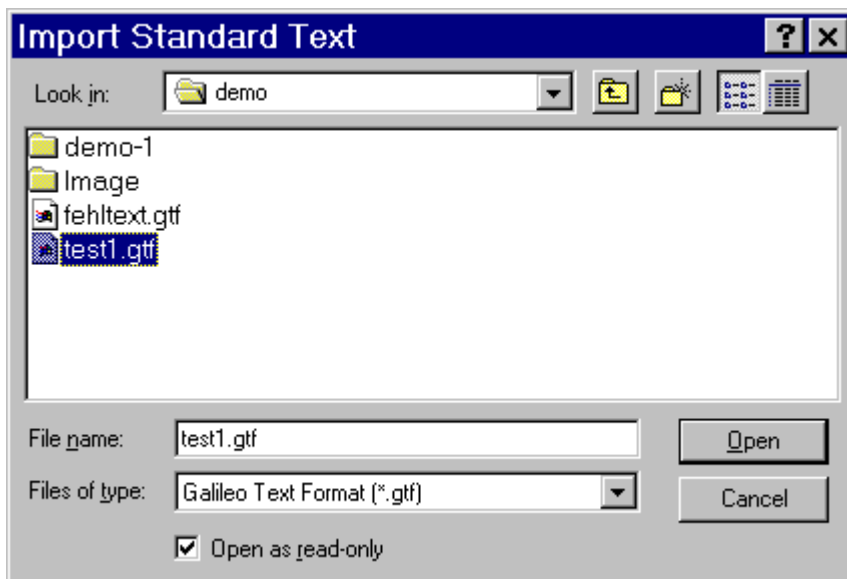 Import Standard Text
Look in: demo
demo-1
Image
fehltext.gtf
test1.gtf
File name: test1.gtf Open
Files of type: Galileo Text Format (*.gtf) Cancel
Open as read-only